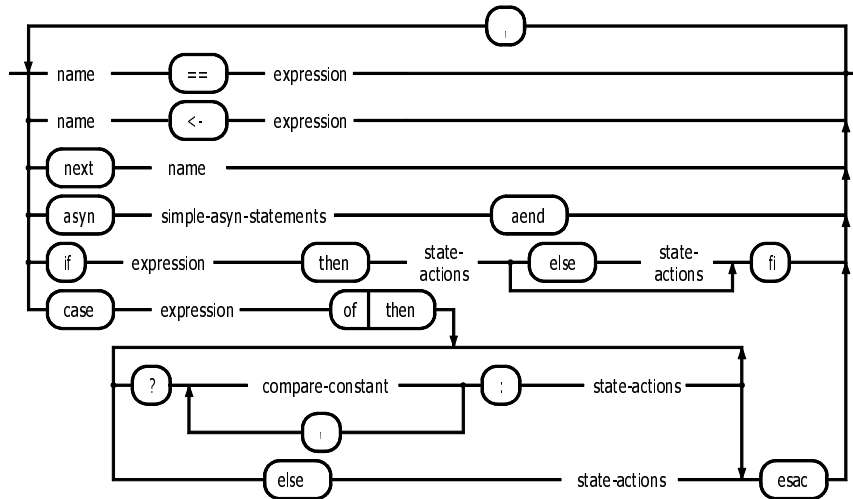 ,
name == expression
name <- expression
next name
asyn simple-asyn-statements aend
if expression then state-actions else state-actions fi
case expression of then
? compare-constant : state-actions
,
else state-actions esac